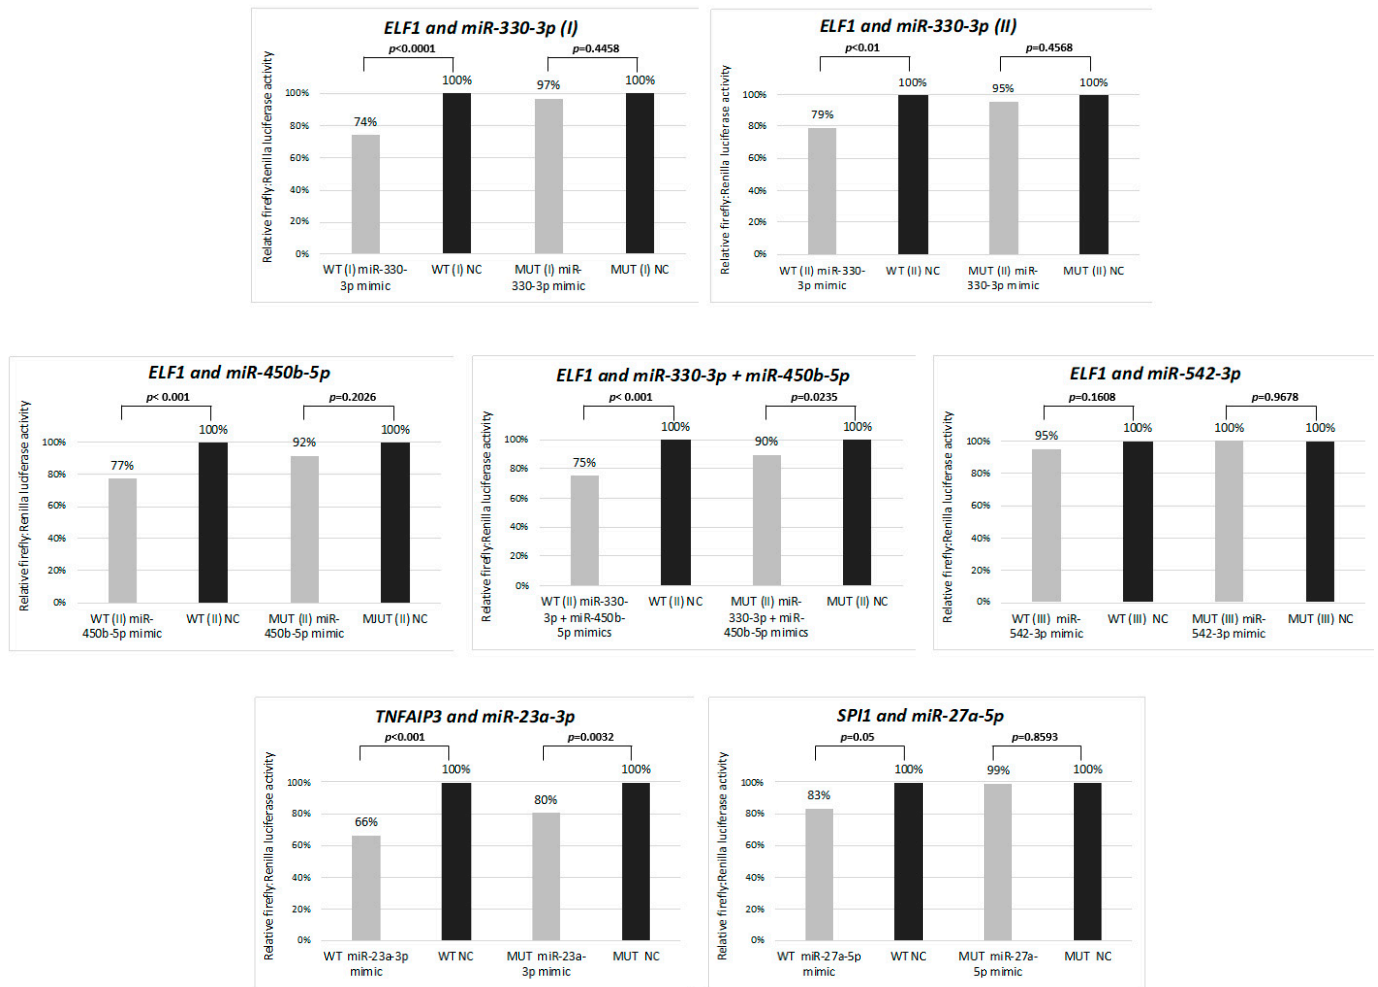 ELF1 and miR-330-3p (I)
p<0.0001
p=0.4458
100%
97%
100%
74%
Relative firefly:Renilla luciferase activity
100%
80%
60%
40%
20%
0%
WT (I) miR-330-
3p mimic
WT (I) NC
MUT (I) miR-
330-3p mimic
MUT (I) NC
ELF1 and miR-330-3p (II)
p<0.01
p=0.4568
100%
95%
100%
79%
Relative firefly:Renilla luciferase activity
100%
80%
60%
40%
20%
0%
WT (II) miR-330-
3p mimic
WT (II) NC
MUT (II) miR-
330-3p mimic
MUT (II) NC
ELF1 and miR-450b-5p
p< 0.001
p=0.2026
100%
92%
100%
77%
Relative firefly:Renilla luciferase activity
100%
80%
60%
40%
20%
0%
WT (II) miR-
450b-5p mimic
WT (II) NC
MUT (II) miR-
450b-5p mimic
MJUT (II) NC
ELF1 and miR-330-3p + miR-450b-5p
p< 0.001
p=0.0235
100%
90%
100%
75%
Relative firefly:Renilla luciferase activity
100%
80%
60%
40%
20%
0%
WT (II) miR-330-
3p + miR-450b-
5p mimics
WT (II) NC
MUT (II) miR-
330-3p + miR-
450b-5p mimics
MUT (II) NC
ELF1 and miR-542-3p
p=0.1608
p=0.9678
95%
100%
100%
100%
Relative firefly:Renilla luciferase activity
100%
80%
60%
40%
20%
0%
WT (III) miR-
542-3p mimic
WT (III) NC
MUT (III) miR-
542-3p mimic
MUT (III) NC
TNFAIP3 and miR-23a-3p
p<0.001
p=0.0032
100%
80%
100%
66%
Relative firefly:Renilla luciferase activity
100%
80%
60%
40%
20%
0%
WT miR-23a-3p
mimic
WT NC
MUT miR-23a-
3p mimic
MUT NC
SPI1 and miR-27a-5p
p=0.05
p=0.8593
100%
99%
100%
83%
Relative firefly:Renilla luciferase activity
100%
80%
60%
40%
20%
0%
WT miR-27a-5p
mimic
WT NC
MUT miR-27a-
5p mimic
MUT NC